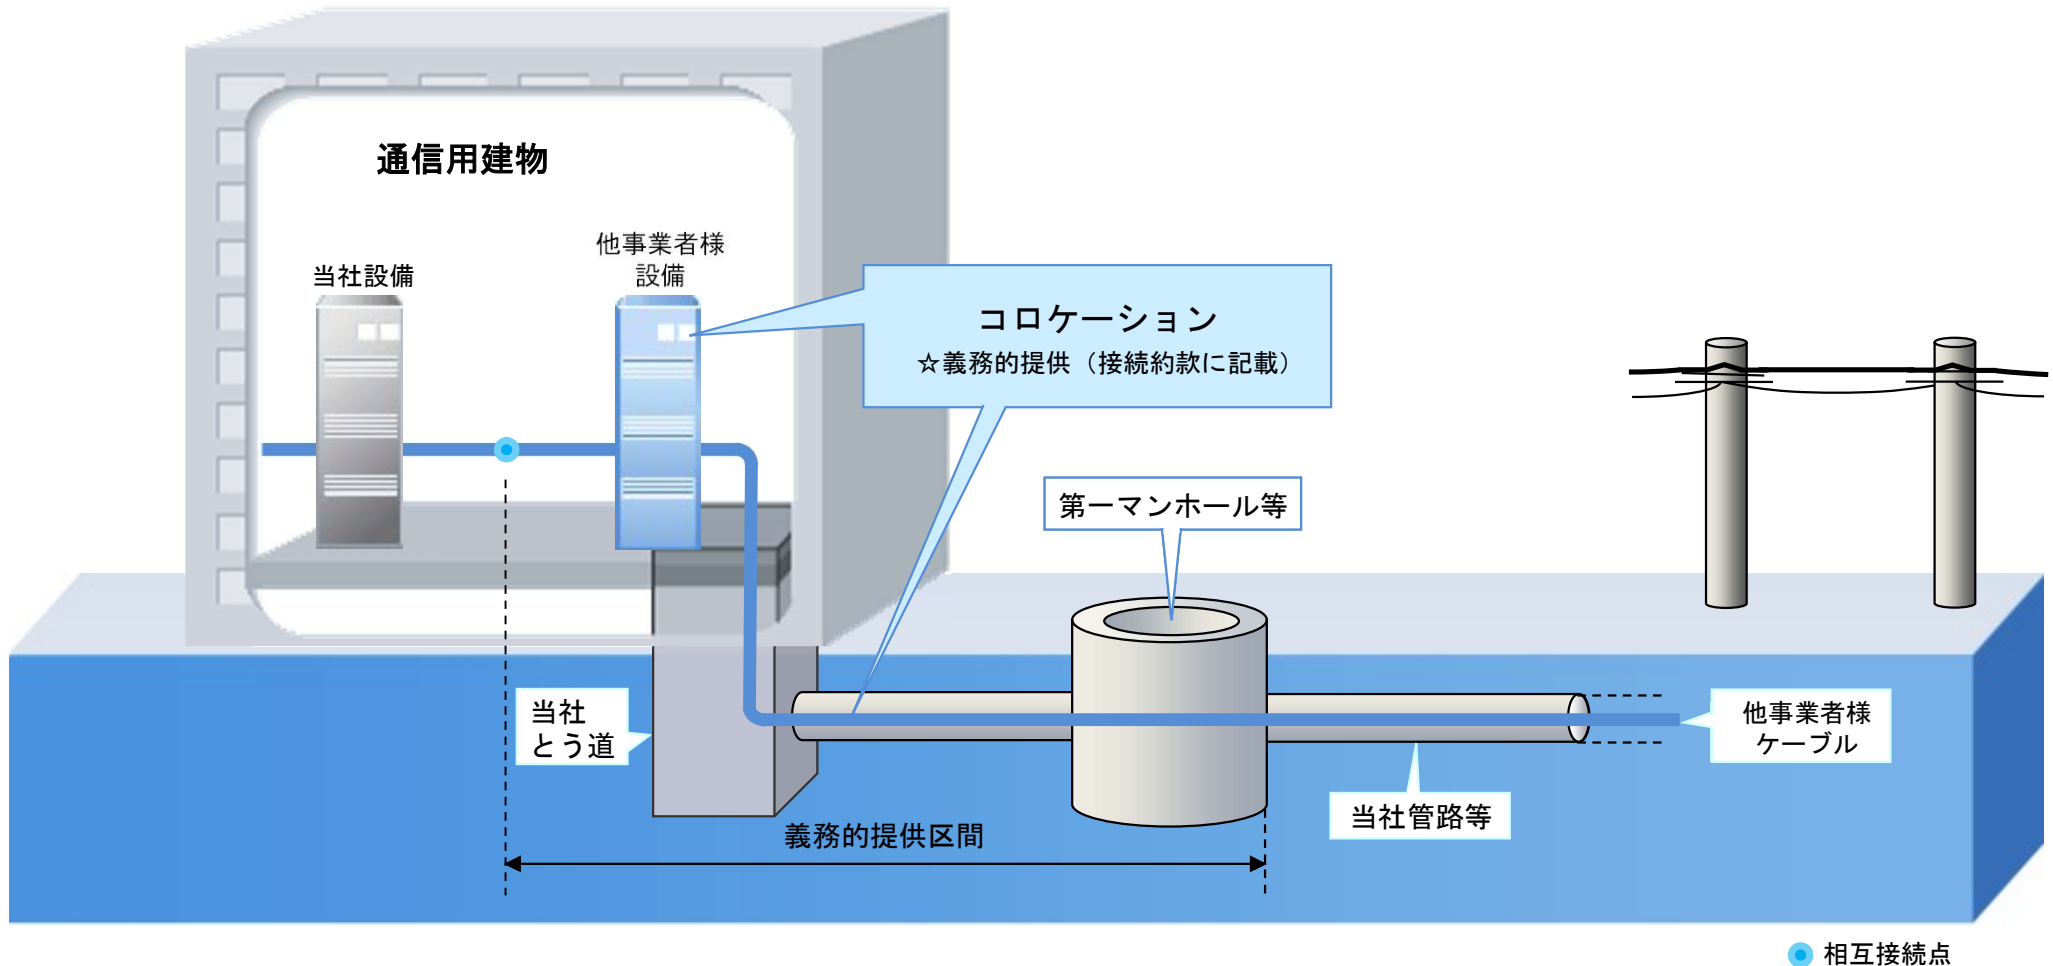 通信用建物
当社設備
他事業者様
設備
コロケーション
☆義務的提供（接続約款に記載）
第一マンホール等
当社
とう道
他事業者様
ケーブル
当社管路等
義務的提供区間
相互接続点